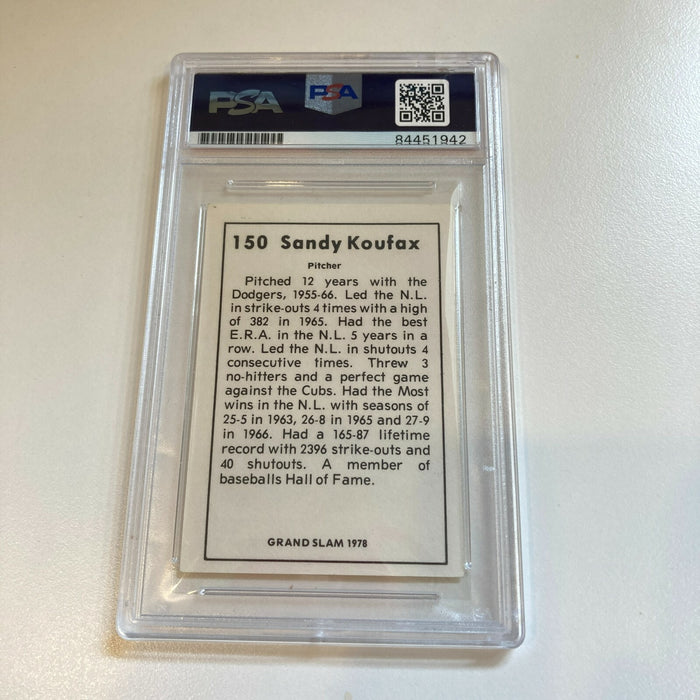 PSA PSA
84451942
150 Sandy Koufax
Pitcher
Pitched 12 years with the
Dodgers, 1955-66. Led the N.L.
in strike-outs 4 times with a high
of 382 in 1965. Had the best
E.R.A. in the N.L. 5 years in a
row. Led the N.L. in shutouts 4
consecutive times. Threw 3
no-hitters and a perfect game
against the Cubs. Had the Most
wins in the N.L. with seasons of
25-5 in 1963, 26-8 in 1965 and 27-9
in 1966. Had a 165-87 lifetime
record with 2396 strike-outs and
40 shutouts. A member of
baseballs Hall of Fame.
GRAND SLAM 1978